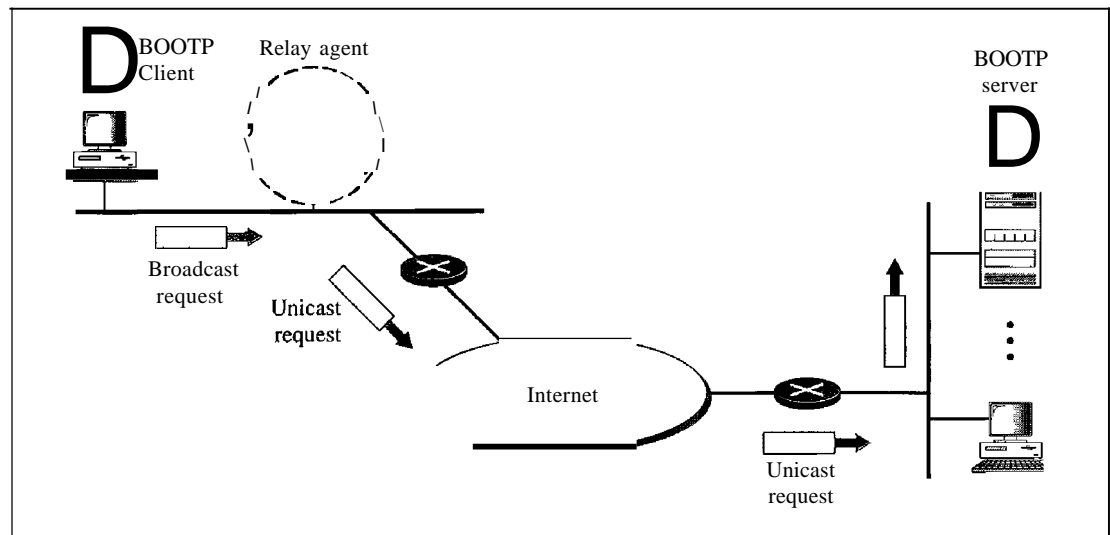 D
BOOTP
Client
Relay agent
BOOTP
server
D
Broadcast
request
Unicast
request
Internet
Unicast
request